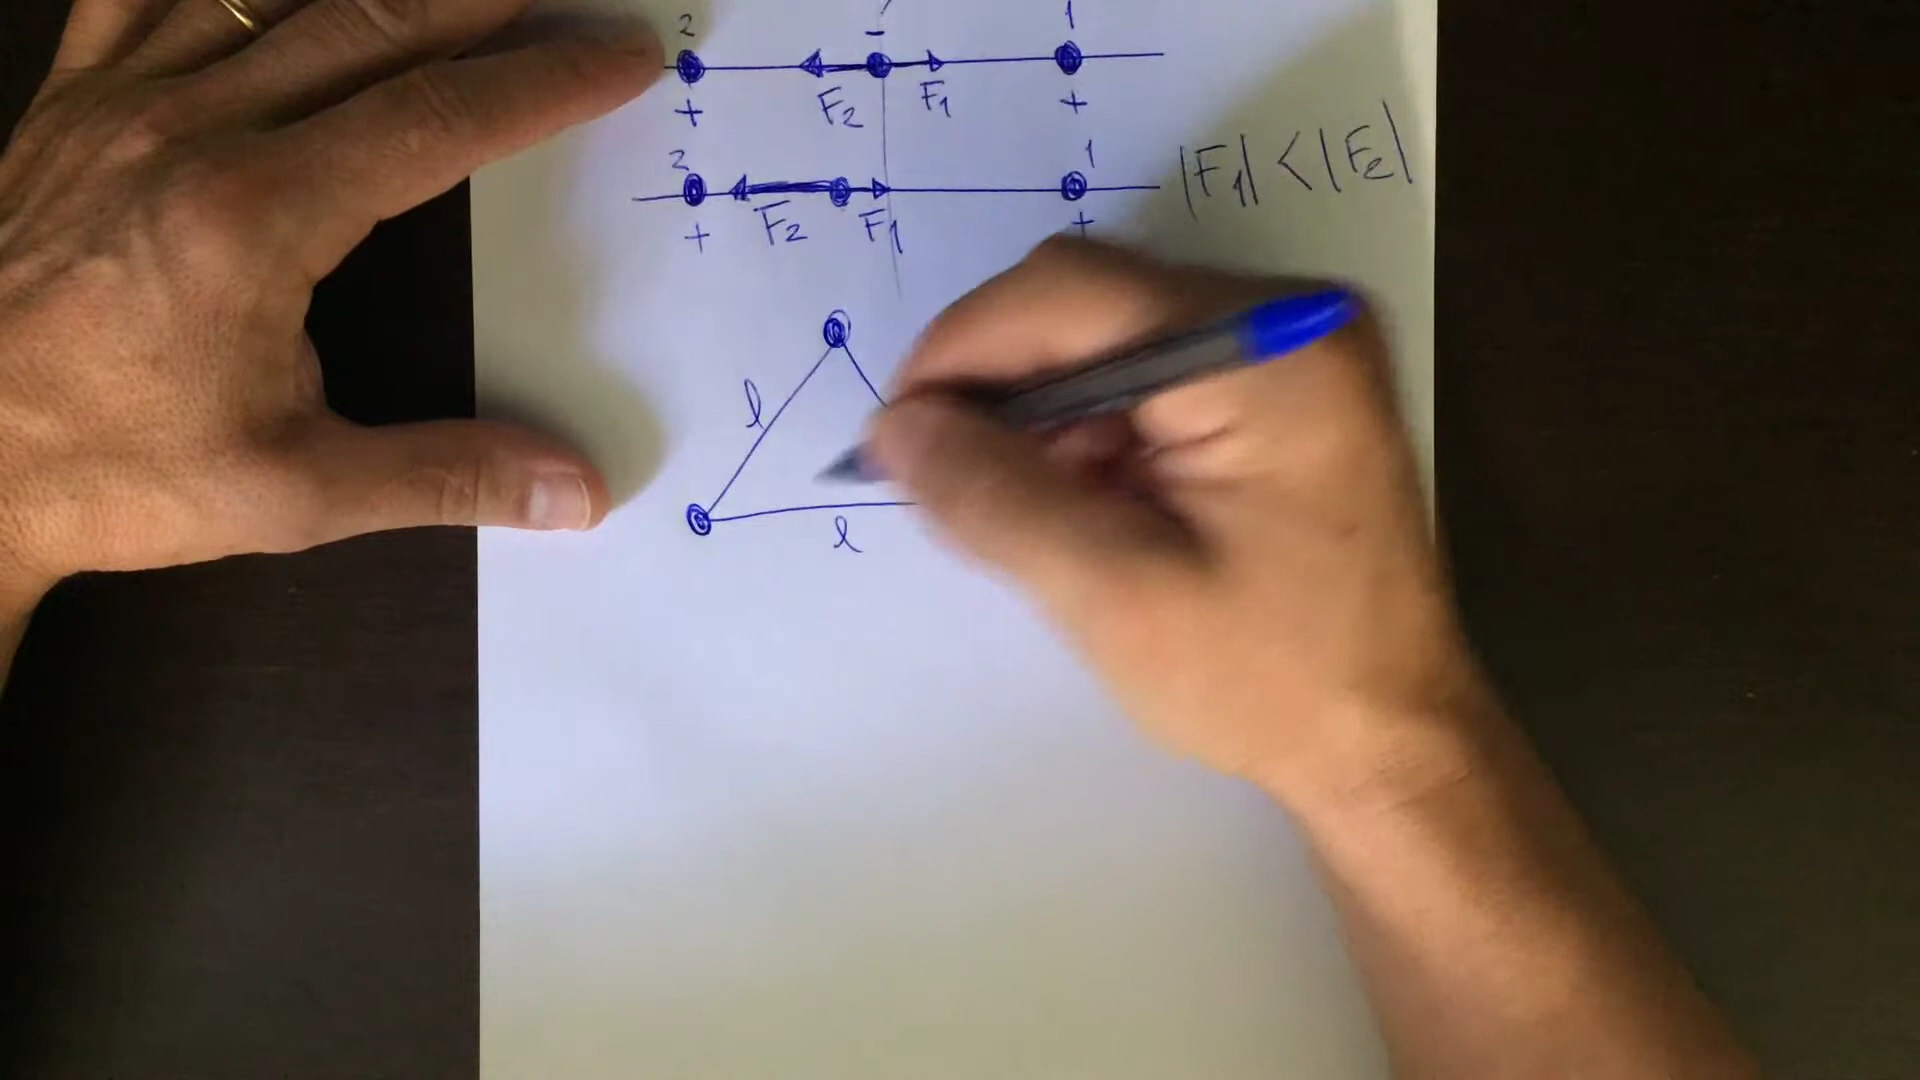 2 - ? 1
F2 F1
+ +
2 1
|F1| < |F2|
+ F2 F1 +
l
l